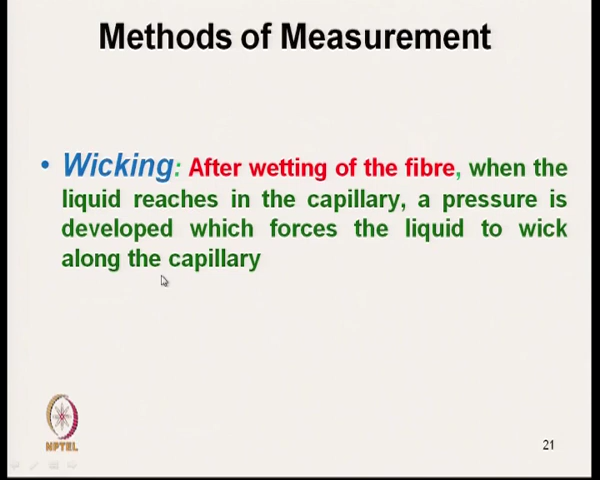 Methods of Measurement
• Wicking: After wetting of the fibre, when the
liquid reaches in the capillary, a pressure is
developed which forces the liquid to wick
along the capillary
NPTEL
21